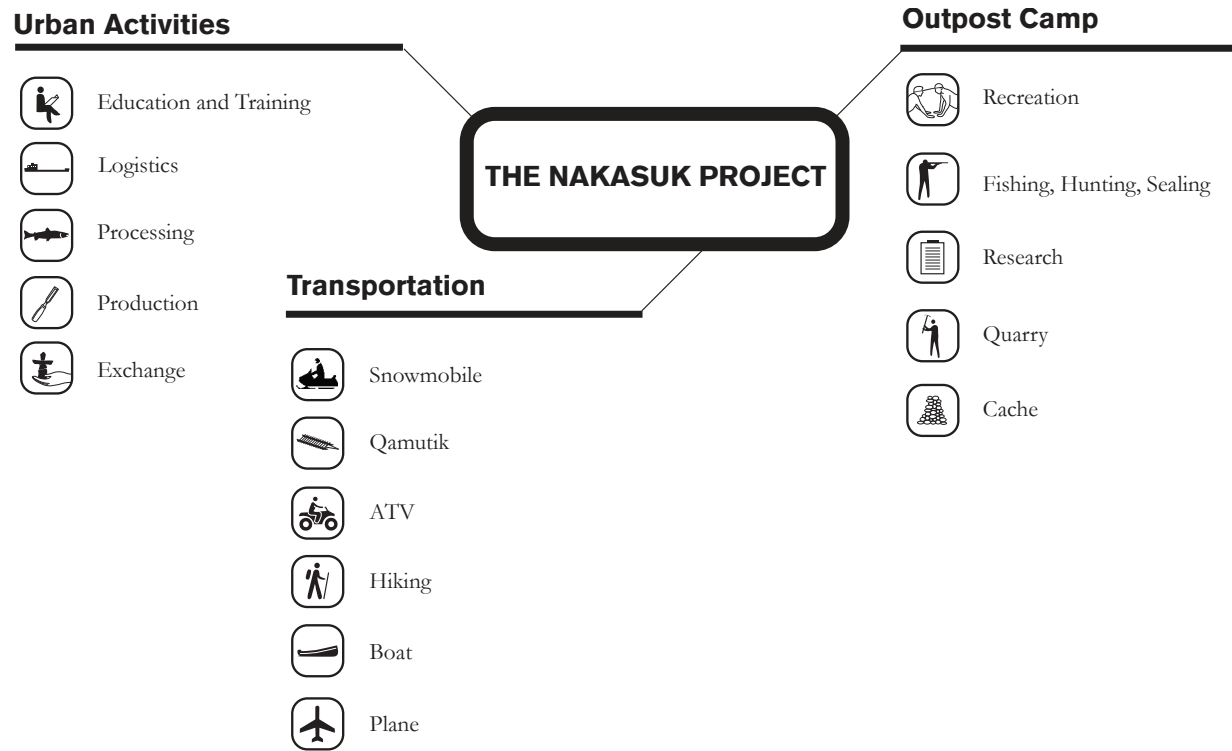 Urban Activities
Education and Training
Logistics
Processing
Production
Exchange
THE NAKASUK PROJECT
Transportation
Snowmobile
Qamutik
ATV
Hiking
Boat
Plane
Outpost Camp
Recreation
Fishing, Hunting, Sealing
Research
Quarry
Cache